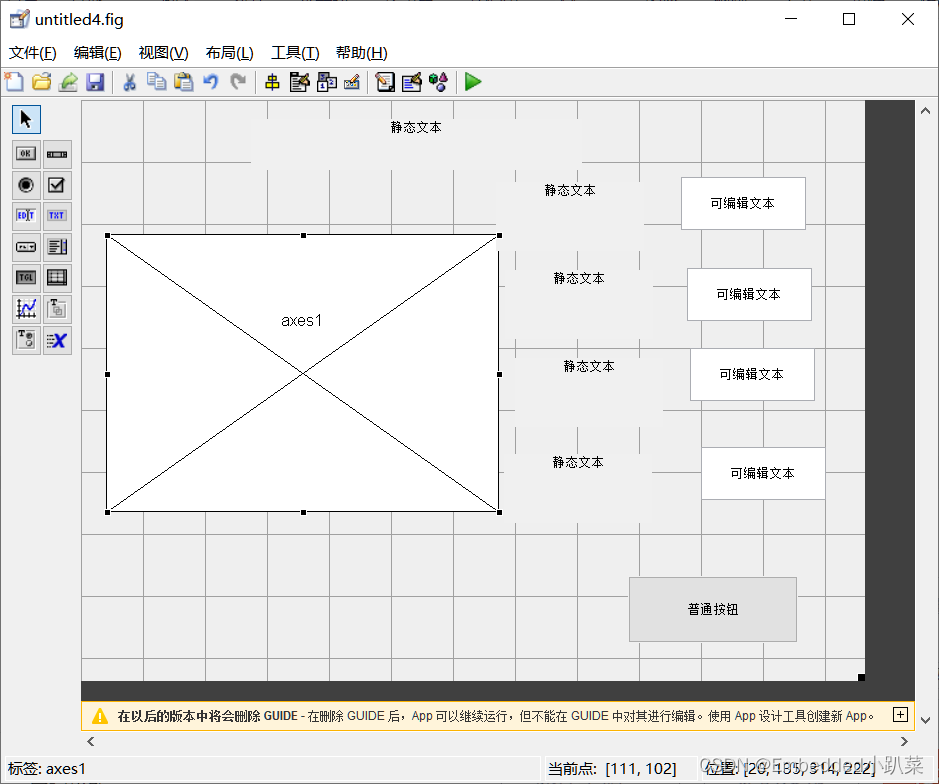 untitled4.fig
文件(F) 编辑(E) 视图(V) 布局(L) 工具(T) 帮助(H)
OK
EDIT TXT
TGL
静态文本
静态文本 可编辑文本
静态文本 可编辑文本
axes1
静态文本 可编辑文本
静态文本 可编辑文本
普通按钮
在以后的版本中将会删除 GUIDE - 在删除 GUIDE 后，App 可以继续运行，但不能在 GUIDE 中对其进行编辑。使用 App 设计工具创建新 App。
标签: axes1 当前点: [111, 102] 位置: [20, 135, 314, 222]
CSDN @Embedded小趴菜